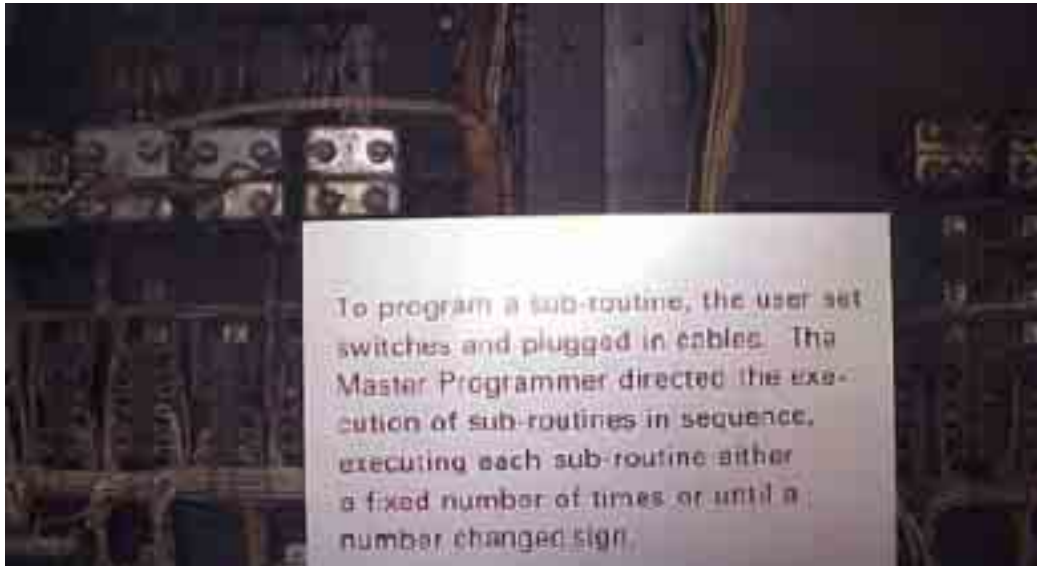 To program a sub-routine, the user set
switches and plugged in cables. The
Master Programmer directed the exe-
cution of sub-routines in sequence,
executing each sub-routine either
a fixed number of times or until a
number changed sign.